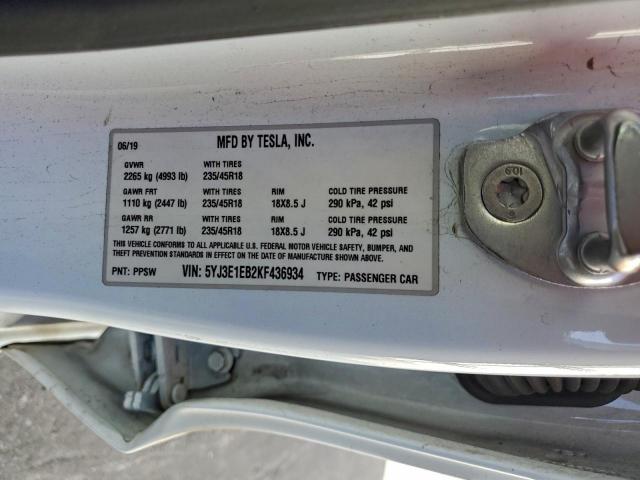 06/19 MFD BY TESLA, INC.
GVWR WITH TIRES
2265 kg (4993 lb) 235/45R18
GAWR FRT WITH TIRES RIM COLD TIRE PRESSURE
1110 kg (2447 lb) 235/45R18 18X8.5 J 290 kPa, 42 psi
GAWR RR WITH TIRES RIM COLD TIRE PRESSURE
1257 kg (2771 lb) 235/45R18 18X8.5 J 290 kPa, 42 psi
THIS VEHICLE CONFORMS TO ALL APPLICABLE U.S. FEDERAL MOTOR VEHICLE SAFETY, BUMPER, AND
THEFT PREVENTION STANDARDS IN EFFECT ON THE DATE OF MANUFACTURE SHOWN ABOVE.
PNT: PPSW VIN: 5YJ3E1EB2KF436934 TYPE: PASSENGER CAR